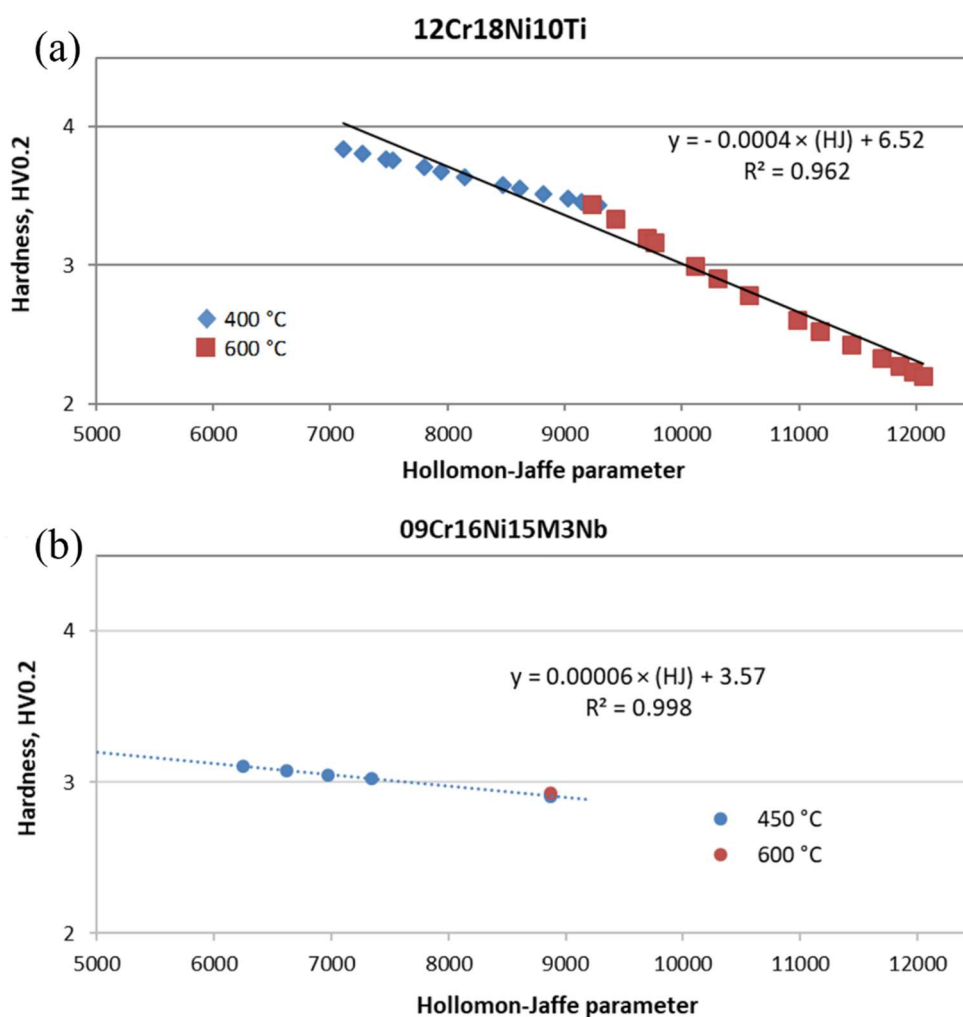 12Cr18Ni10Ti
(a)
4
3
2
Hardness, HV0.2
y = - 0.0004 × (HJ) + 6.52
R² = 0.962
400 °C
600 °C
5000 6000 7000 8000 9000 10000 11000 12000
Hollomon-Jaffe parameter
09Cr16Ni15M3Nb
(b)
4
3
2
Hardness, HV0.2
y = 0.00006 × (HJ) + 3.57
R² = 0.998
450 °C
600 °C
5000 6000 7000 8000 9000 10000 11000 12000
Hollomon-Jaffe parameter